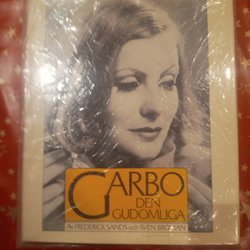 GARBO
DEN
GUDOMLIGA
Av FREDERICK SANDS och SVEN BROMAN